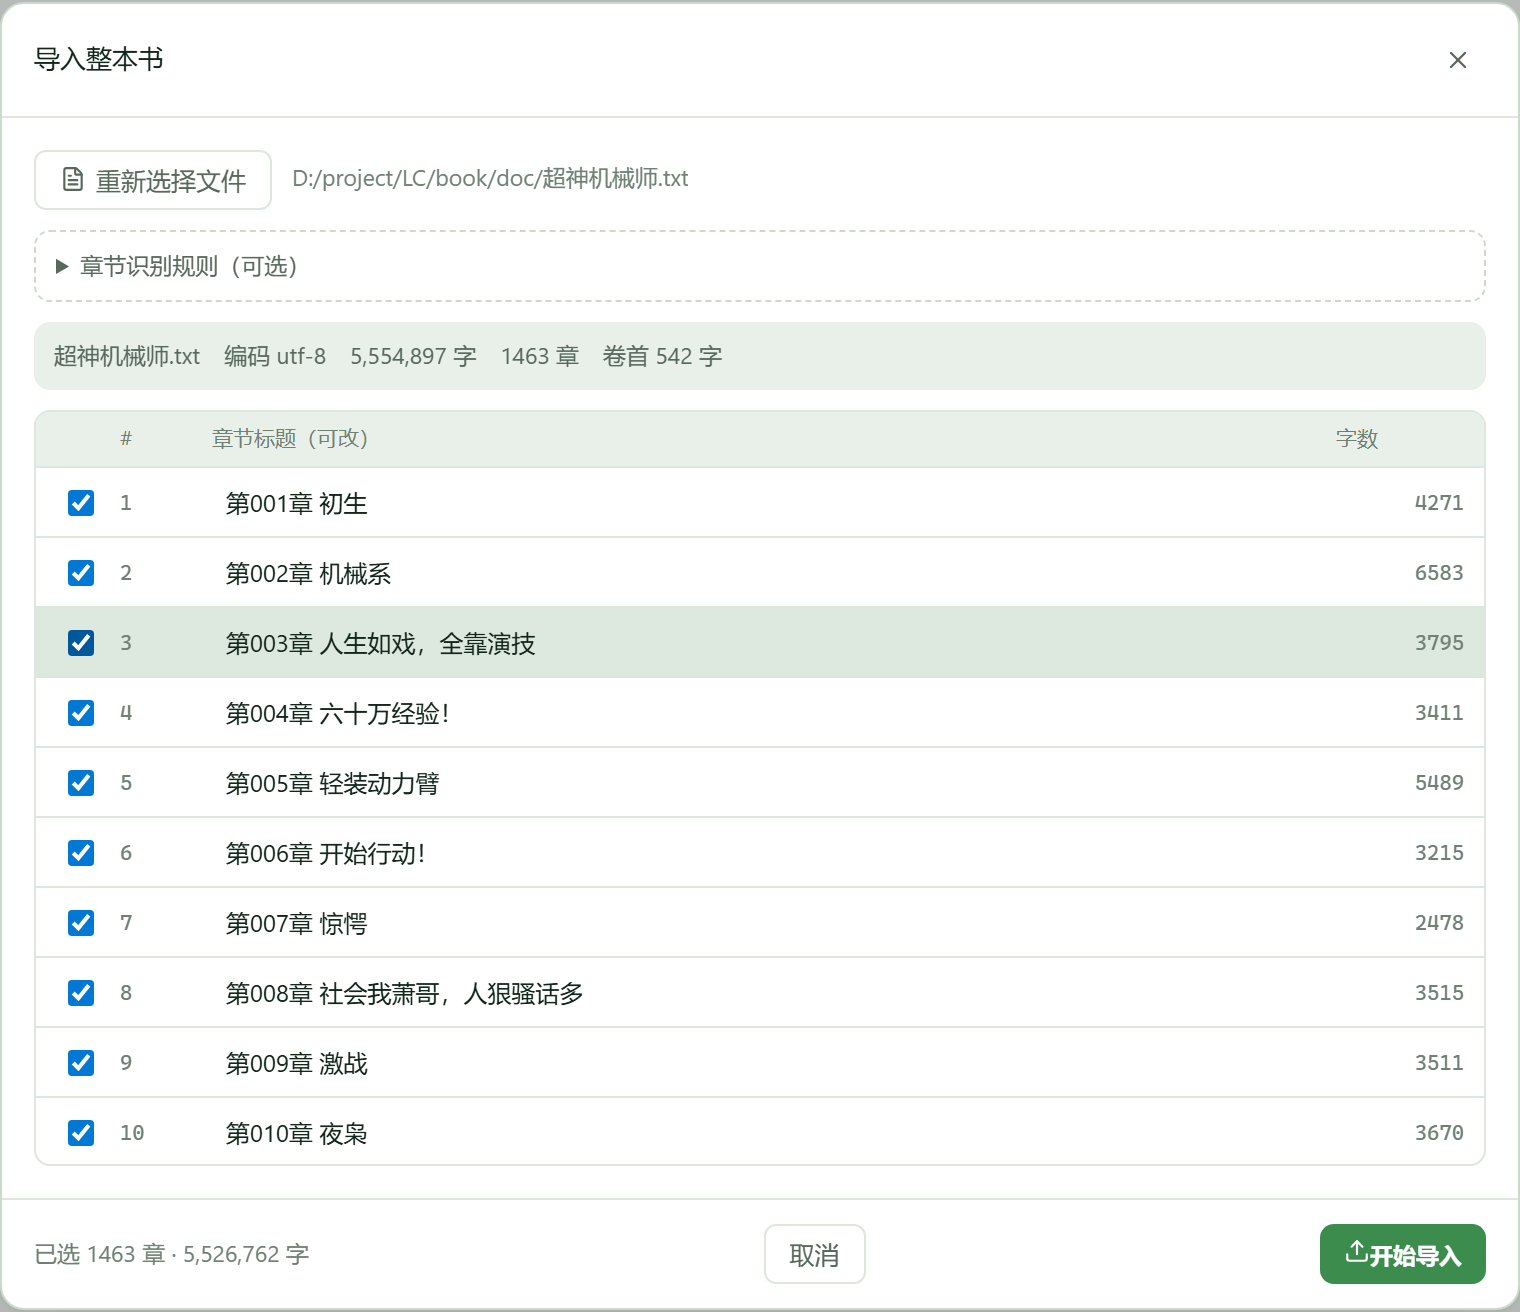 导入整本书
重新选择文件 D:/project/LC/book/doc/超神机械师.txt
章节识别规则（可选）
超神机械师.txt 编码 utf-8 5,554,897 字 1463 章 卷首 542 字
# 章节标题（可改） 字数
1 第001章 初生 4271
2 第002章 机械系 6583
3 第003章 人生如戏，全靠演技 3795
4 第004章 六十万经验！ 3411
5 第005章 轻装动力臂 5489
6 第006章 开始行动！ 3215
7 第007章 惊愕 2478
8 第008章 社会我萧哥，人狠骚话多 3515
9 第009章 激战 3511
10 第010章 夜枭 3670
已选 1463 章 · 5,526,762 字 取消 开始导入